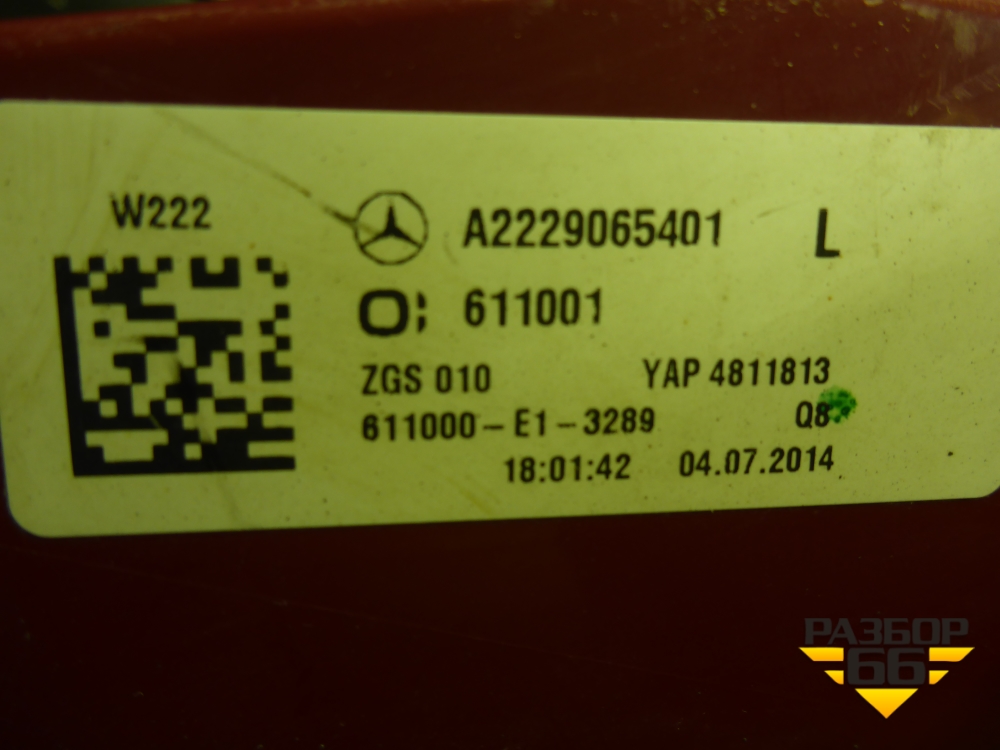 W222
A2229065401 L
611001
ZGS 010 YAP 4811813
611000-E1-3289 Q8
18:01:42 04.07.2014
РАЗБОР
66